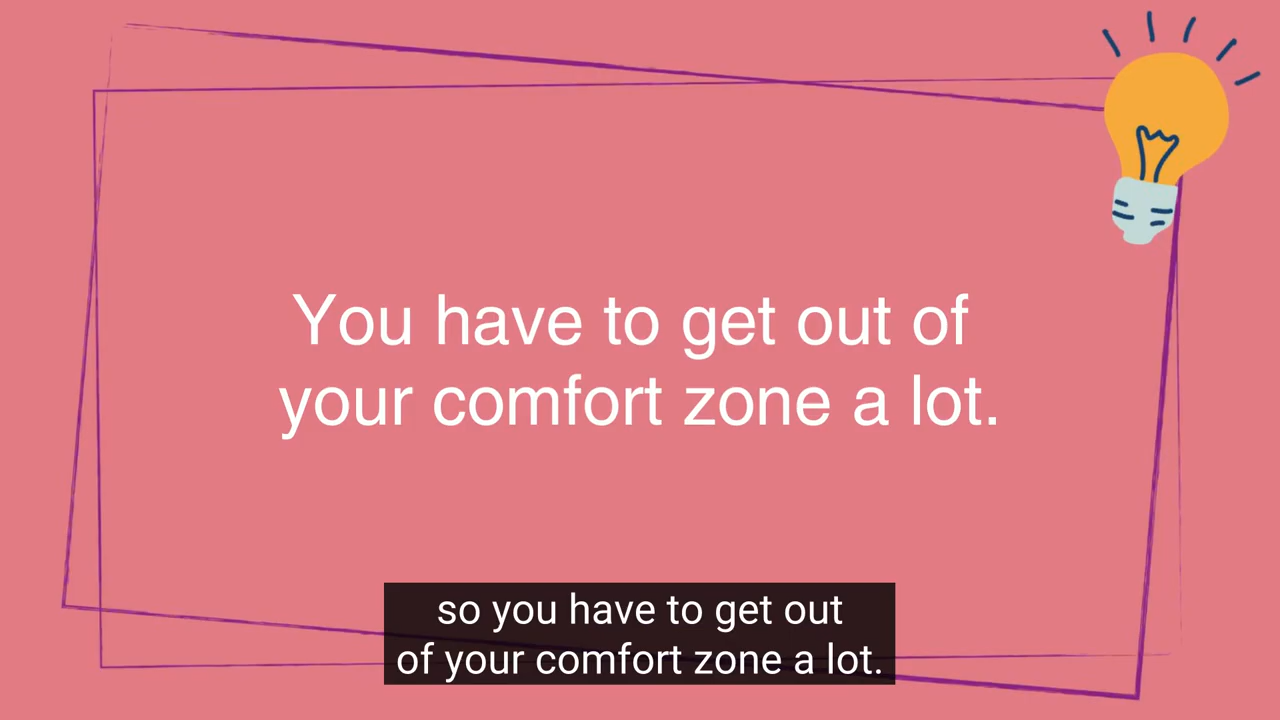 You have to get out of
your comfort zone a lot.
so you have to get out
of your comfort zone a lot.